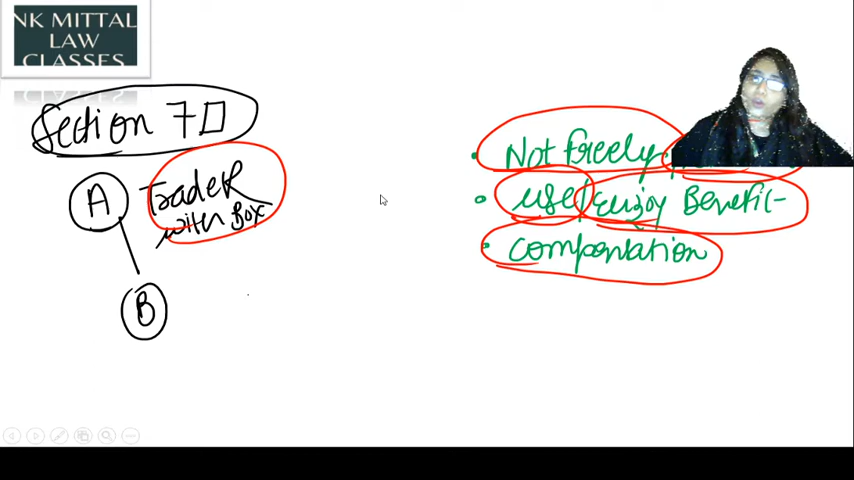 NK MITTAL
LAW
CLASSES
Section 70
A Trader
with Box
B
• Not freely
• use/enjoy Benefit
• compensation